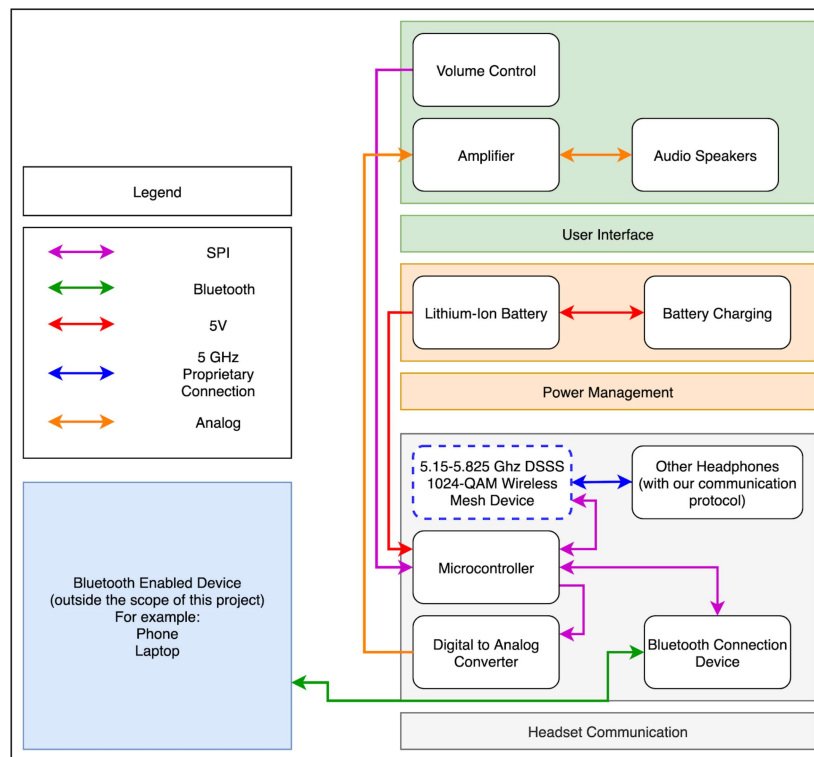 Volume Control
Amplifier
Audio Speakers
User Interface
Legend
SPI
Bluetooth
5V
5 GHz
Proprietary
Connection
Analog
Lithium-Ion Battery
Battery Charging
Power Management
5.15-5.825 Ghz DSSS
1024-QAM Wireless
Mesh Device
Other Headphones
(with our communication
protocol)
Microcontroller
Digital to Analog
Converter
Bluetooth Connection
Device
Headset Communication
Bluetooth Enabled Device
(outside the scope of this project)
For example:
Phone
Laptop